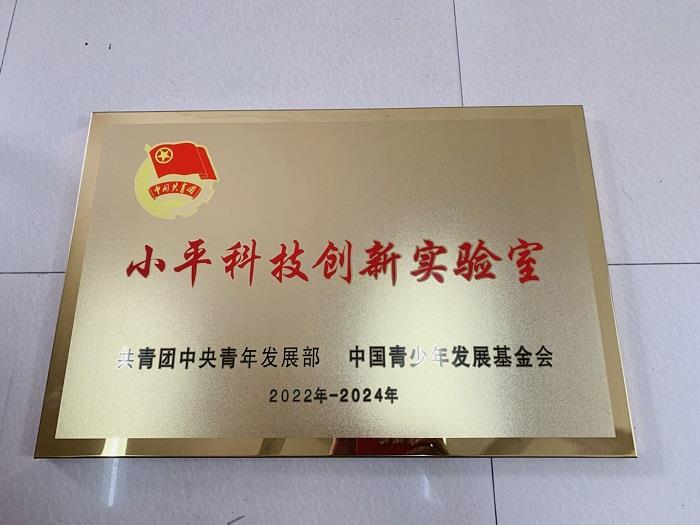 中国共青团
小平科技创新实验室
共青团中央青年发展部 中国青少年发展基金会
2022年-2024年